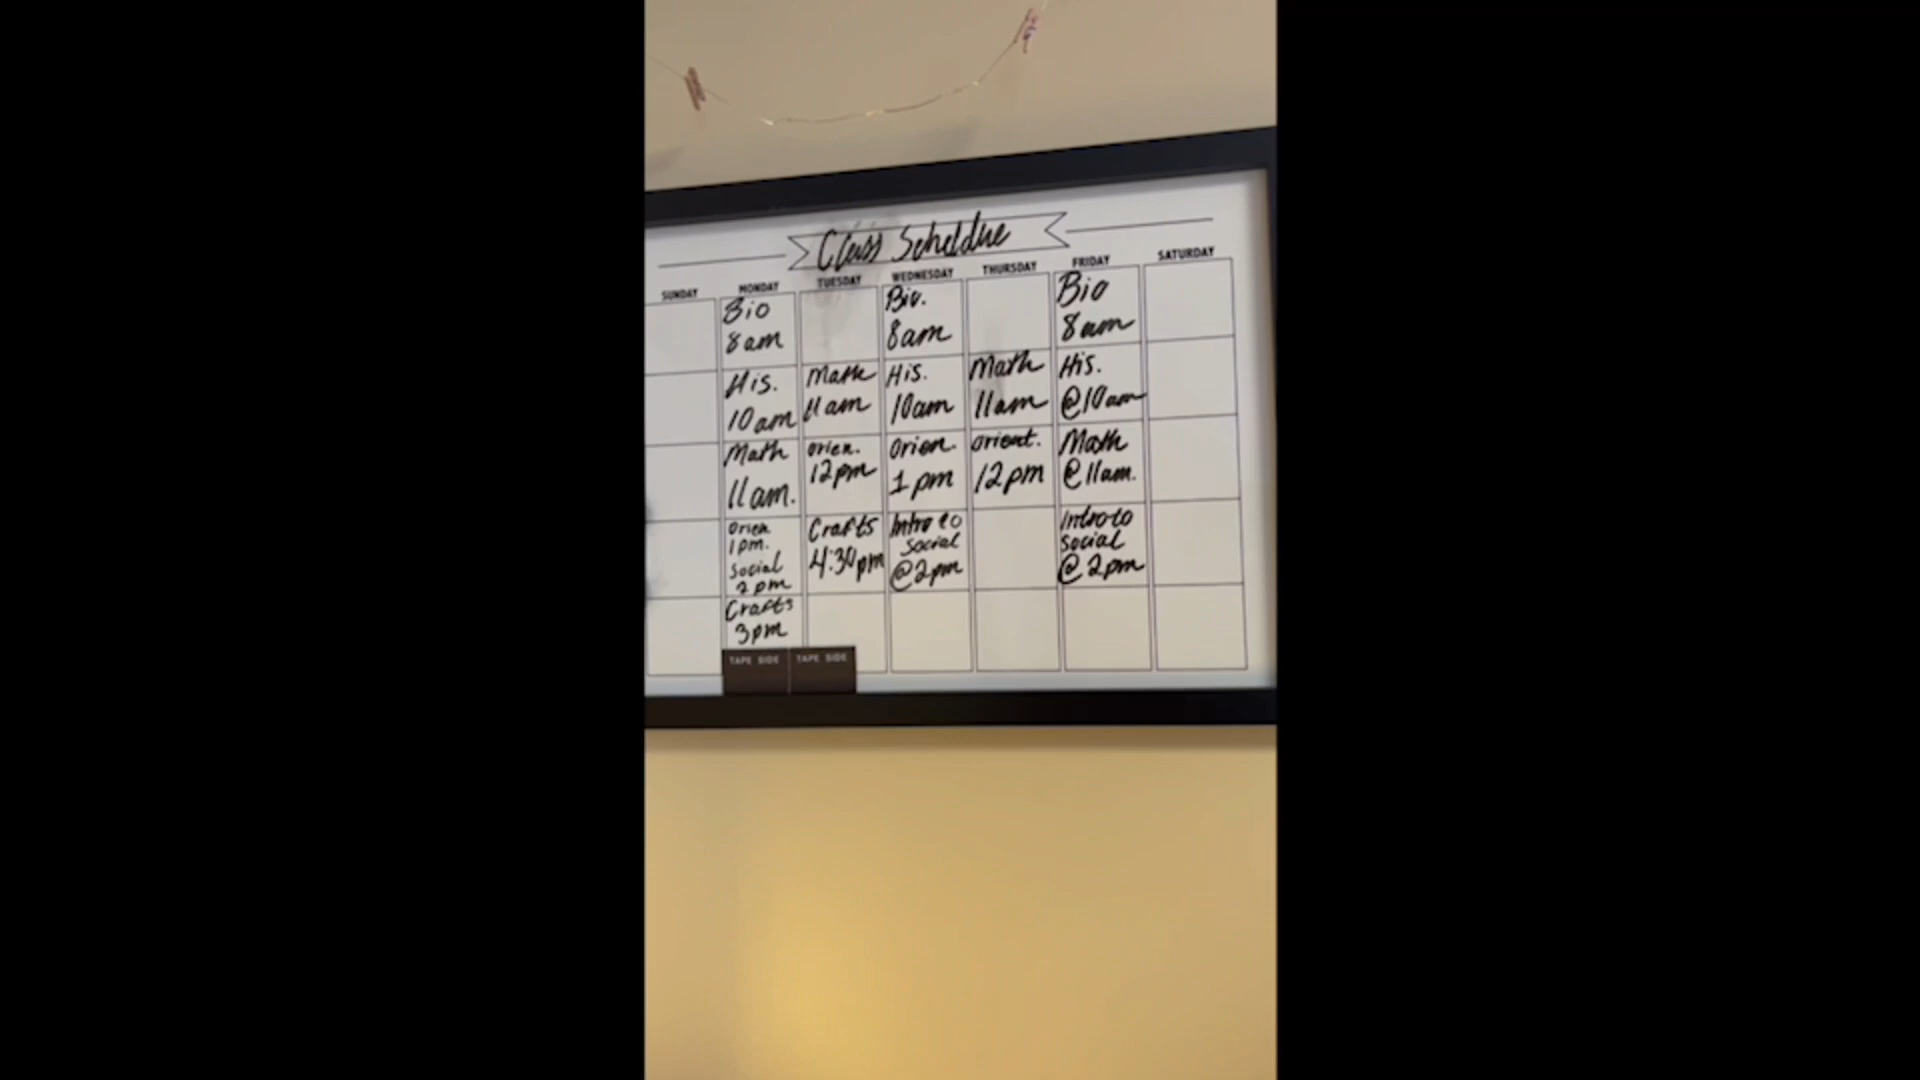 Class Scheldue
SUNDAY MONDAY TUESDAY WEDNESDAY THURSDAY FRIDAY SATURDAY
Bio Bio. Bio
8am 8am 8am
His. Math His. Math His.
10am 11am 10am 11am @10am
Math Orien. Orien. Orient. Math
11am. 12pm 1pm 12pm @11am.
Orien. Crafts Intro to Intro to
1pm. 4:30pm Social Social
Social @2pm @2pm
2pm
Crafts
3pm
TAPE SIDE TAPE SIDE